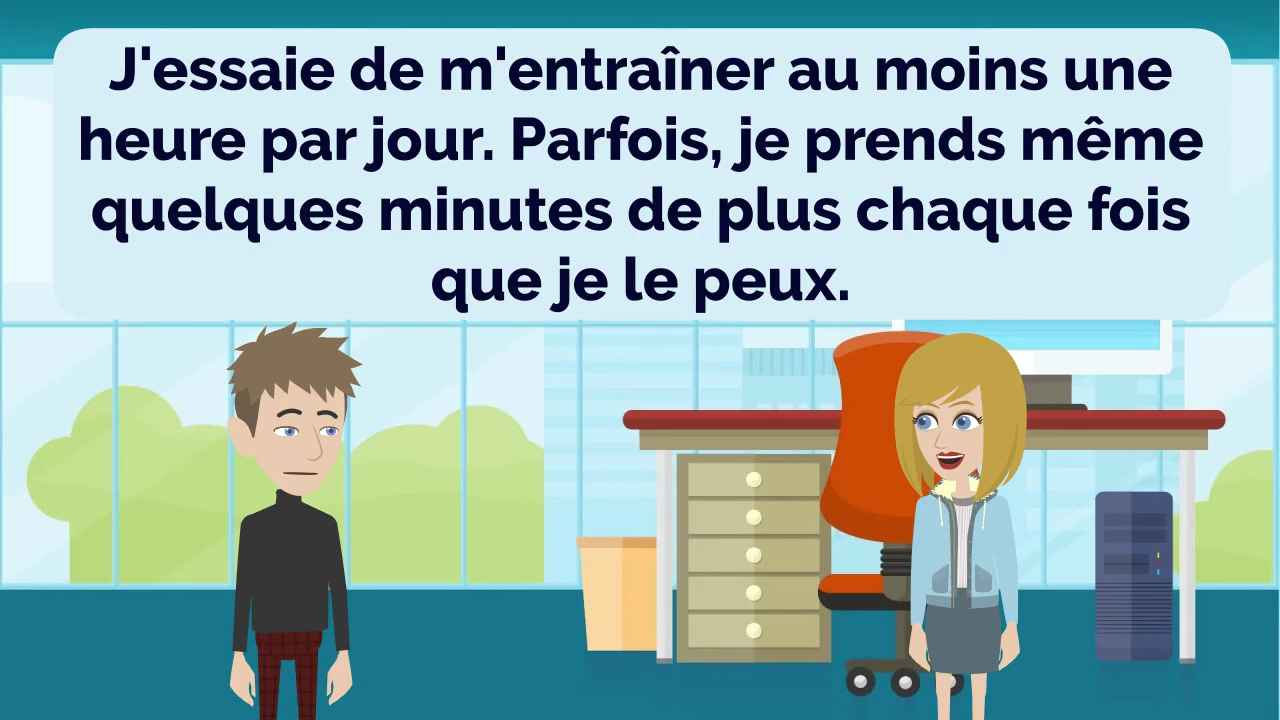 J'essaie de m'entraîner au moins une
heure par jour. Parfois, je prends même
quelques minutes de plus chaque fois
que je le peux.